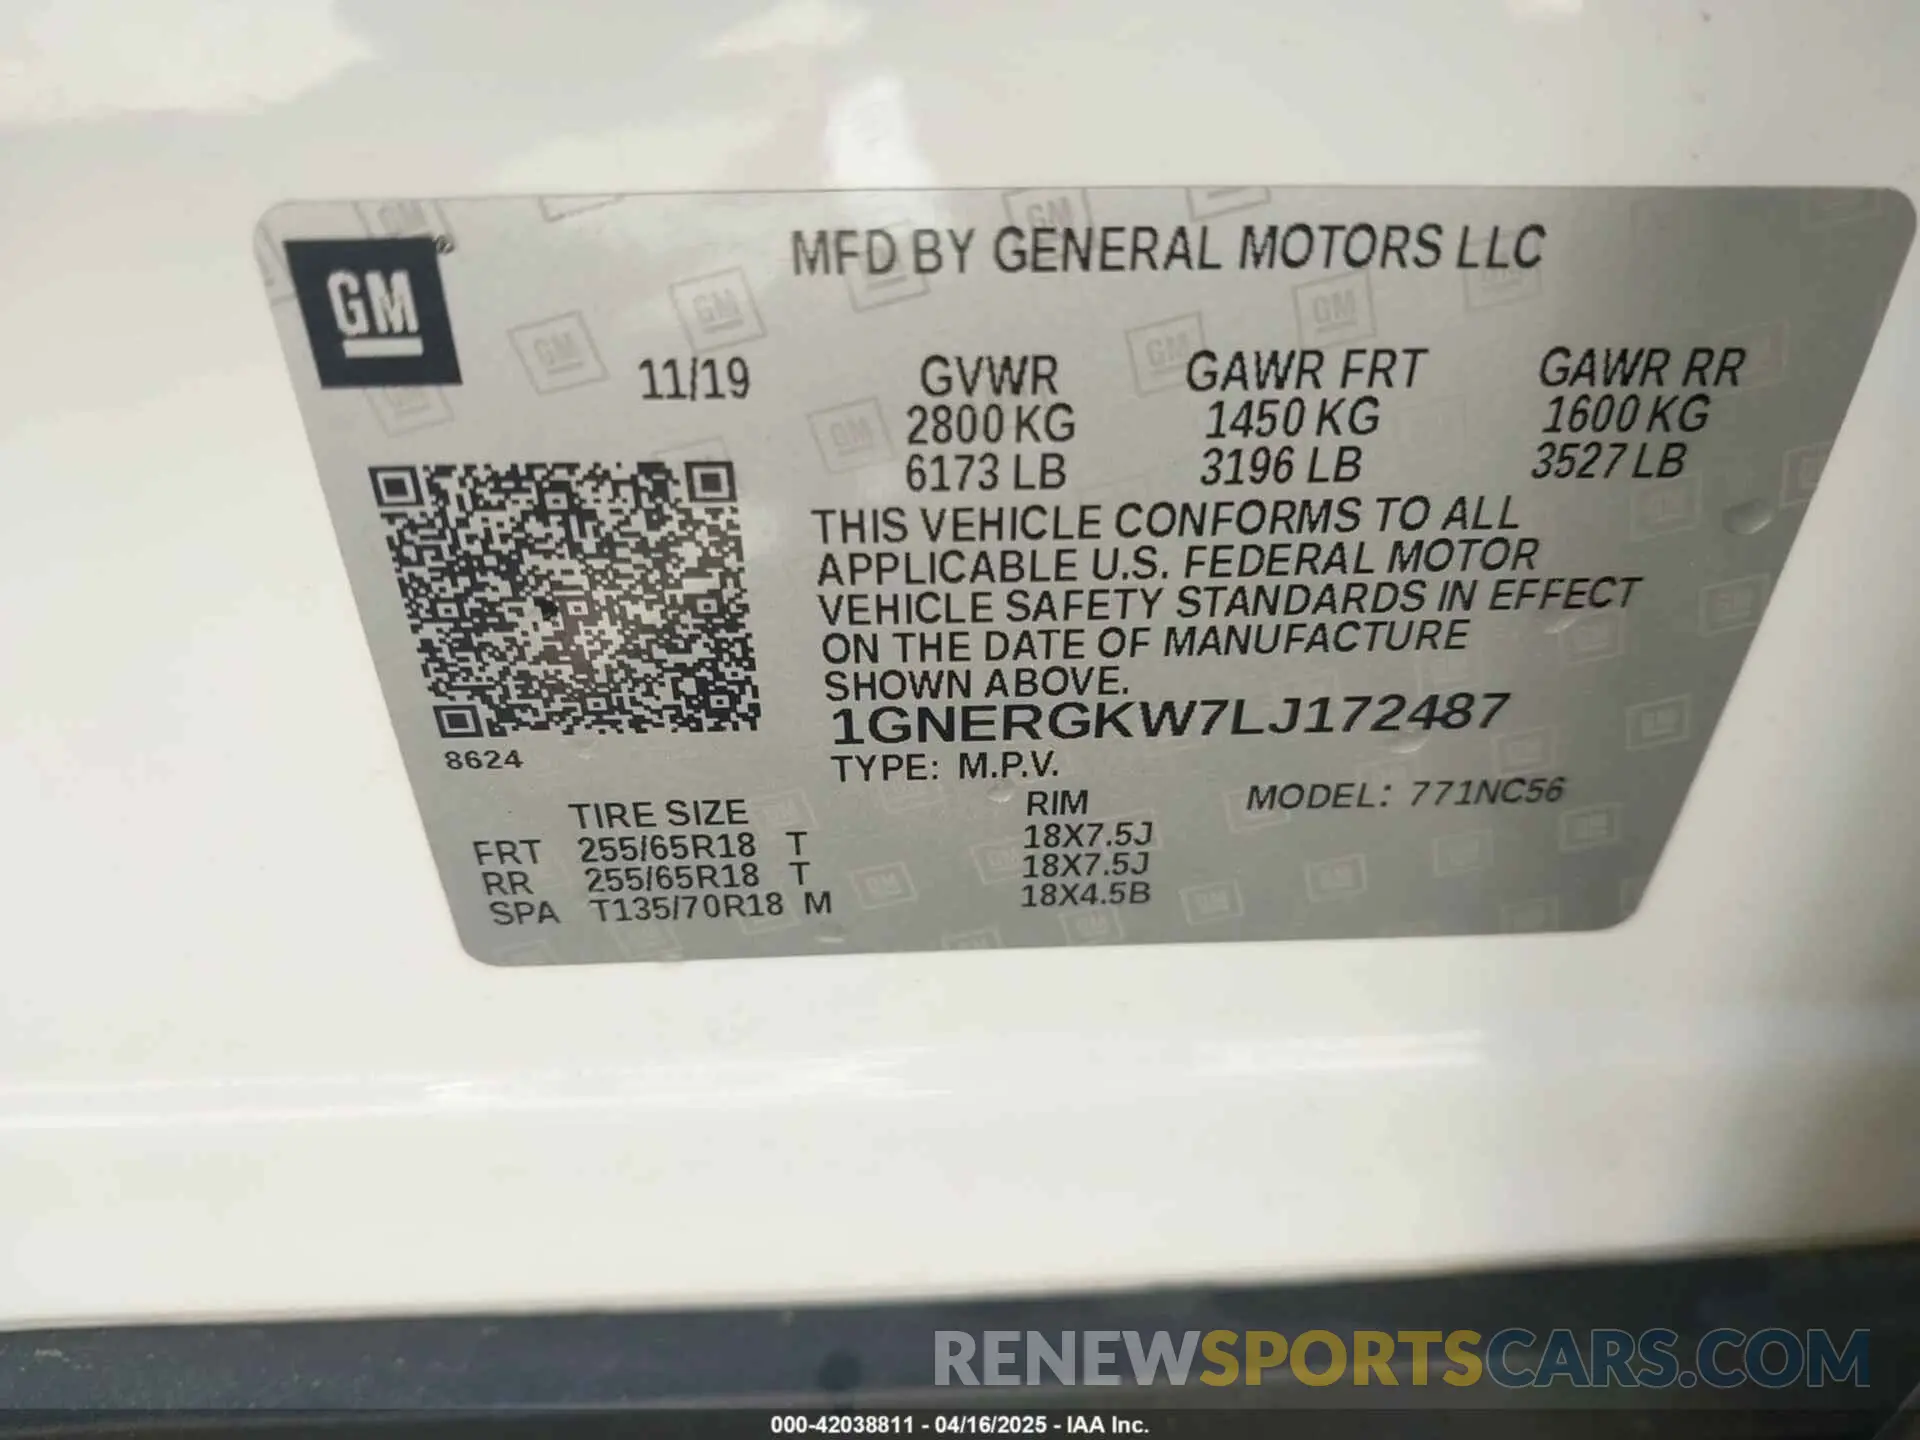 MFD BY GENERAL MOTORS LLC
GM
11/19 GVWR GAWR FRT GAWR RR
2800 KG 1450 KG 1600 KG
6173 LB 3196 LB 3527 LB
THIS VEHICLE CONFORMS TO ALL
APPLICABLE U.S. FEDERAL MOTOR
VEHICLE SAFETY STANDARDS IN EFFECT
ON THE DATE OF MANUFACTURE
SHOWN ABOVE.
1GNERGKW7LJ172487
8624
TYPE: M.P.V.
TIRE SIZE RIM MODEL: 771NC56
FRT 255/65R18 T 18X7.5J
RR 255/65R18 T 18X7.5J
SPA T135/70R18 M 18X4.5B
RENEWSPORTSCARS.COM
000-42038811 - 04/16/2025 - IAA Inc.